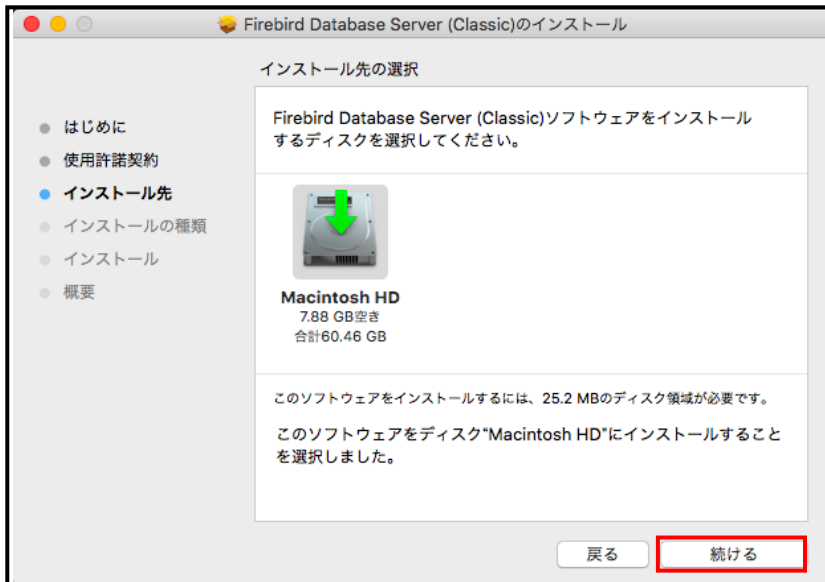 Firebird Database Server (Classic)のインストール
インストール先の選択
はじめに
使用許諾契約
インストール先
インストールの種類
インストール
概要
Firebird Database Server (Classic)ソフトウェアをインストール
するディスクを選択してください。
Macintosh HD
7.88 GB空き
合計60.46 GB
このソフトウェアをインストールするには、25.2 MBのディスク領域が必要です。
このソフトウェアをディスク“Macintosh HD”にインストールすること
を選択しました。
戻る
続ける